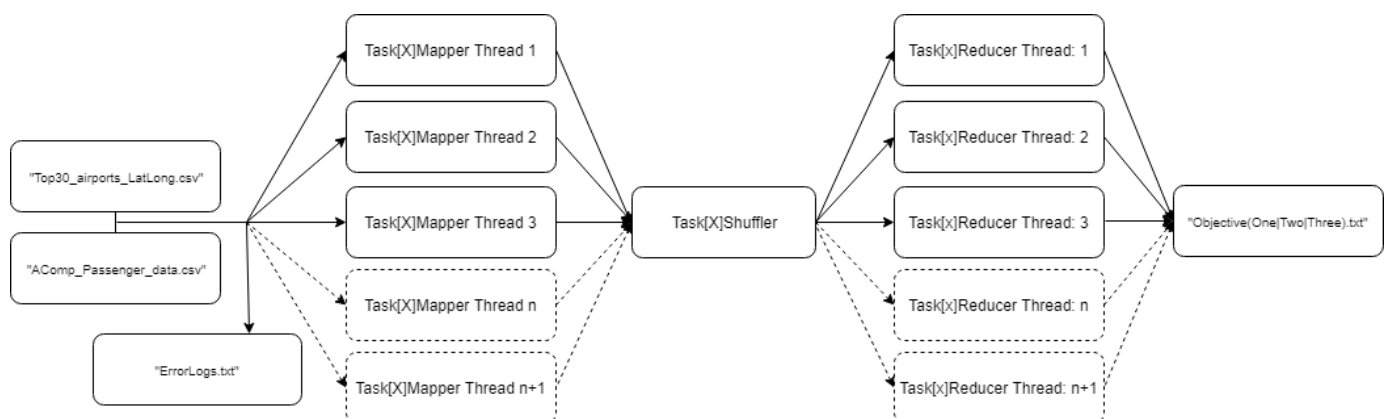 "Top30_airports_LatLong.csv"
"AComp_Passenger_data.csv"
"ErrorLogs.txt"
Task[X]Mapper Thread 1
Task[X]Mapper Thread 2
Task[X]Mapper Thread 3
Task[X]Mapper Thread n
Task[X]Mapper Thread n+1
Task[X]Shuffler
Task[x]Reducer Thread: 1
Task[x]Reducer Thread: 2
Task[x]Reducer Thread: 3
Task[x]Reducer Thread: n
Task[x]Reducer Thread: n+1
"Objective(One|Two|Three).txt"